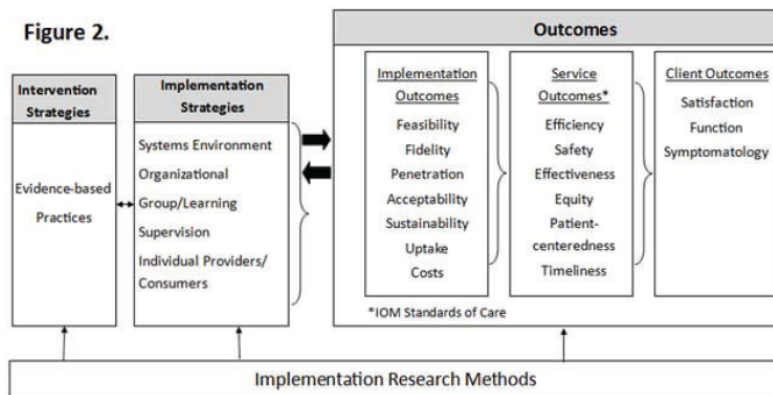 Figure 2.
Intervention
Strategies
Evidence-based
Practices
Implementation
Strategies
Systems Environment
Organizational
Group/Learning
Supervision
Individual Providers/
Consumers
Outcomes
Implementation
Outcomes
Feasibility
Fidelity
Penetration
Acceptability
Sustainability
Uptake
Costs
Service
Outcomes*
Efficiency
Safety
Effectiveness
Equity
Patient-
centeredness
Timeliness
Client Outcomes
Satisfaction
Function
Symptomatology
*IOM Standards of Care
Implementation Research Methods